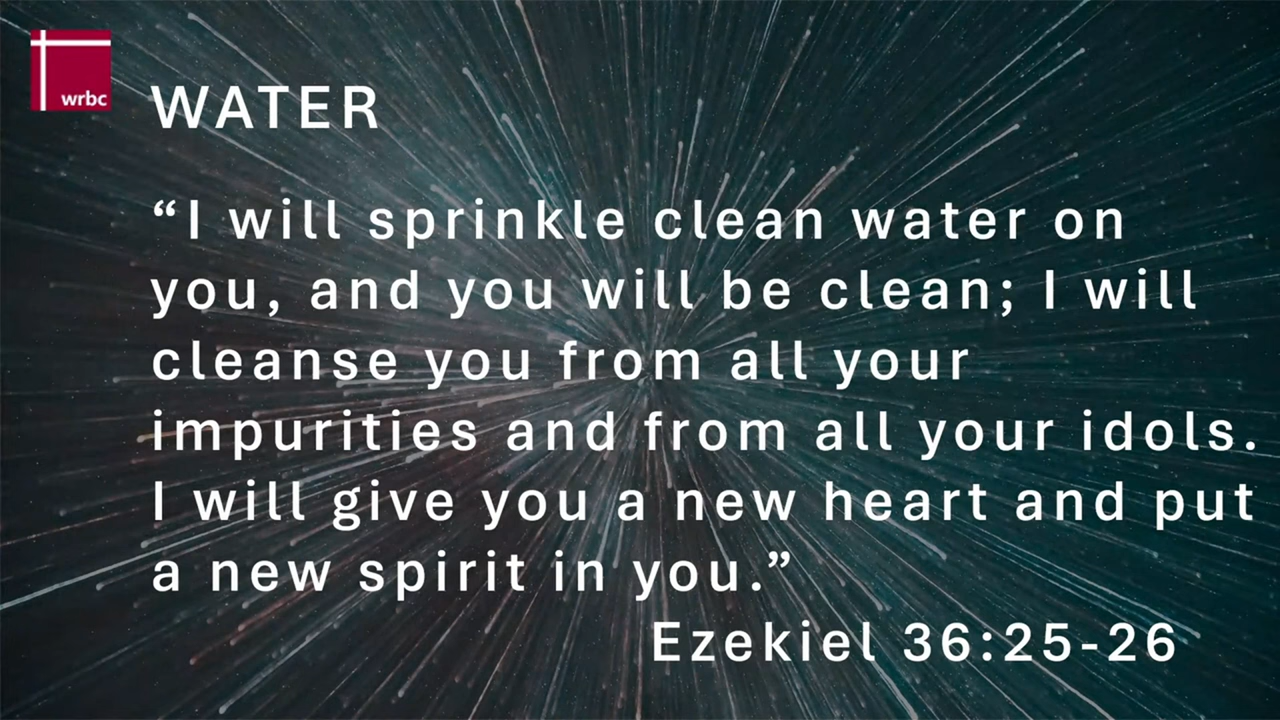 wrbc
WATER
“I will sprinkle clean water on
you, and you will be clean; I will
cleanse you from all your
impurities and from all your idols.
I will give you a new heart and put
a new spirit in you.”
Ezekiel 36:25-26